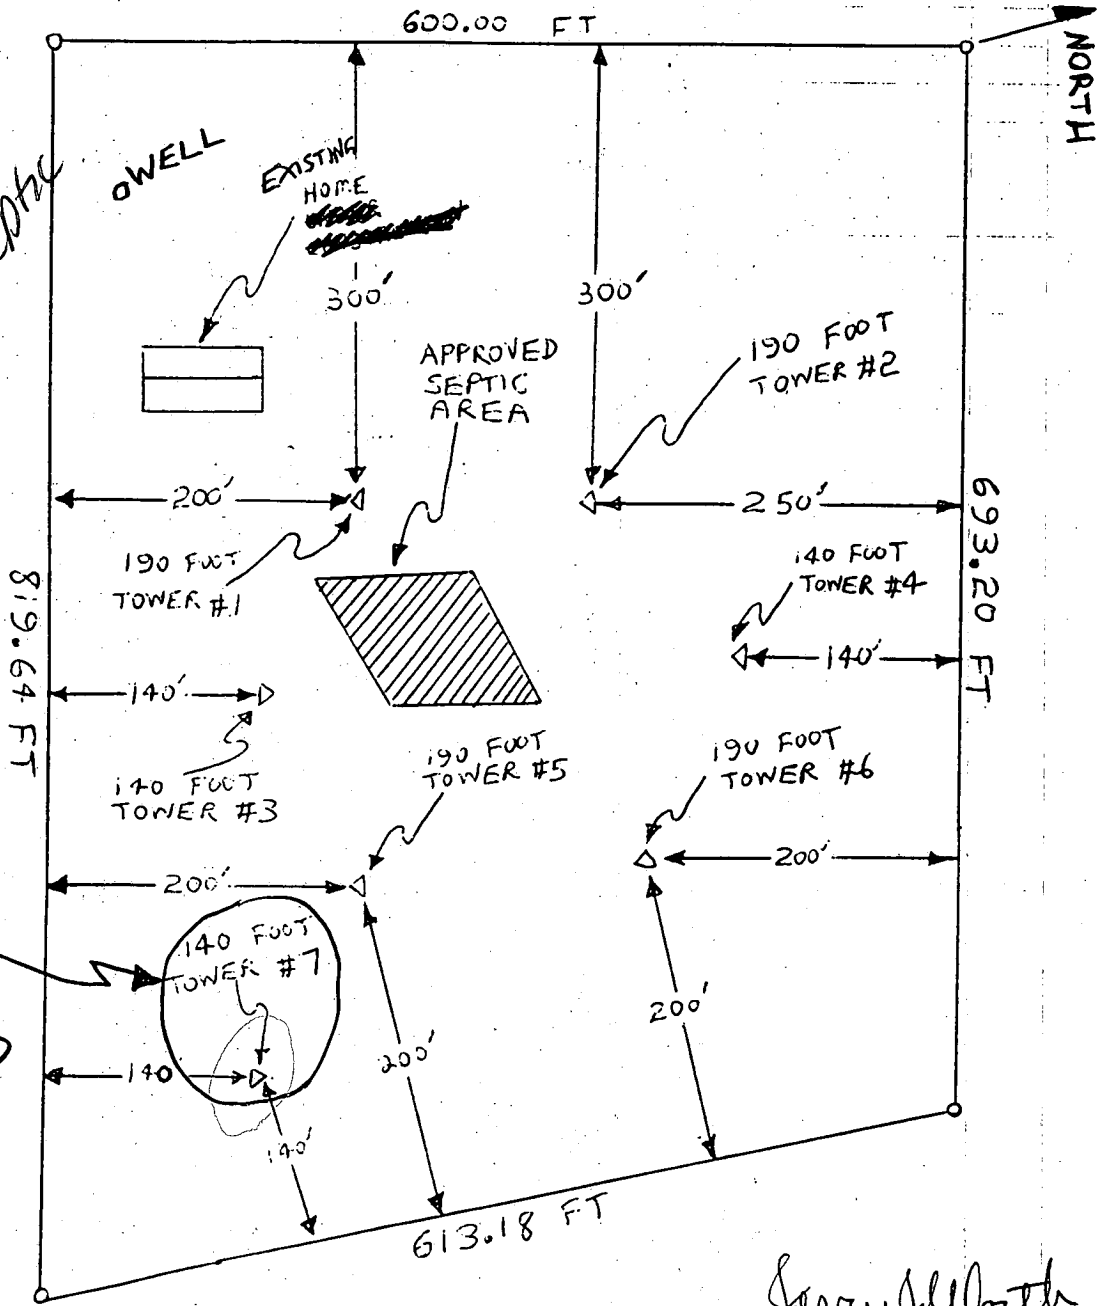 600.00 FT
NORTH
WELL
EXISTING
HOME
300'
300'
190 FOOT
TOWER #2
APPROVED
SEPTIC
AREA
200'
250'
190 FOOT
TOWER #1
140 FOOT
TOWER #4
693.20 FT
819.64 FT
140'
140'
140 FOOT
TOWER #3
190 FOOT
TOWER #5
190 FOOT
TOWER #6
200'
200'
140 FOOT
TOWER #7
140
140'
200'
200'
613.18 FT